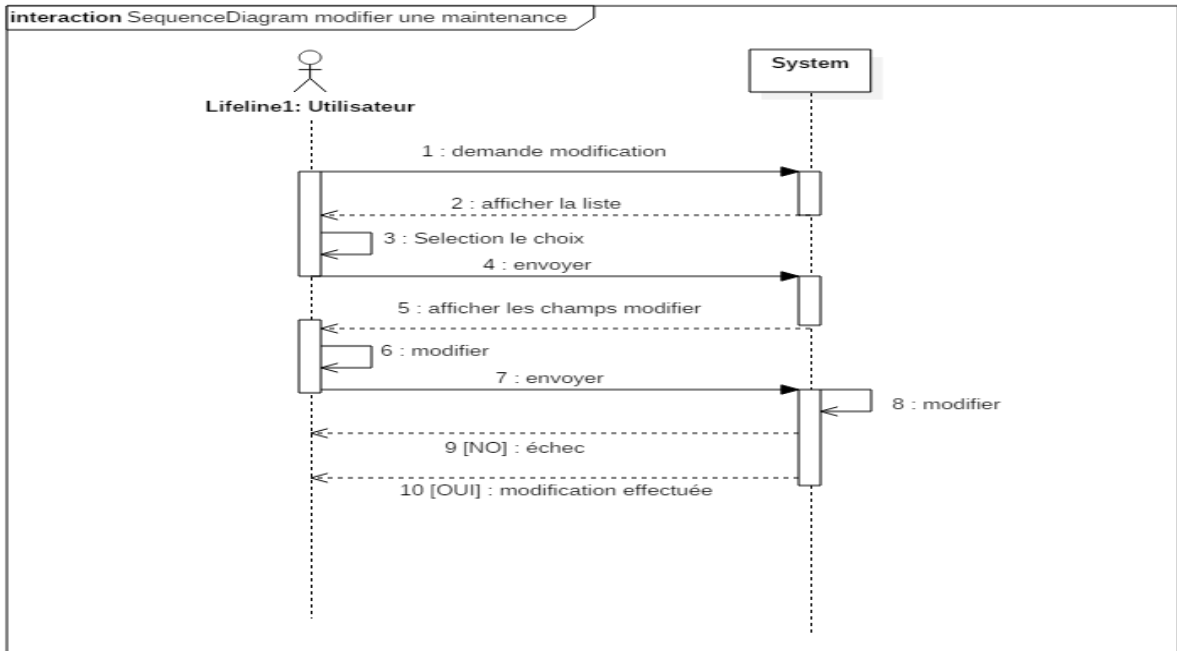 interaction SequenceDiagram modifier une maintenance
System
Lifeline1: Utilisateur
1 : demande modification
2 : afficher la liste
3 : Selection le choix
4 : envoyer
5 : afficher les champs modifier
6 : modifier
7 : envoyer
8 : modifier
9 [NO] : échec
10 [OUI] : modification effectuée